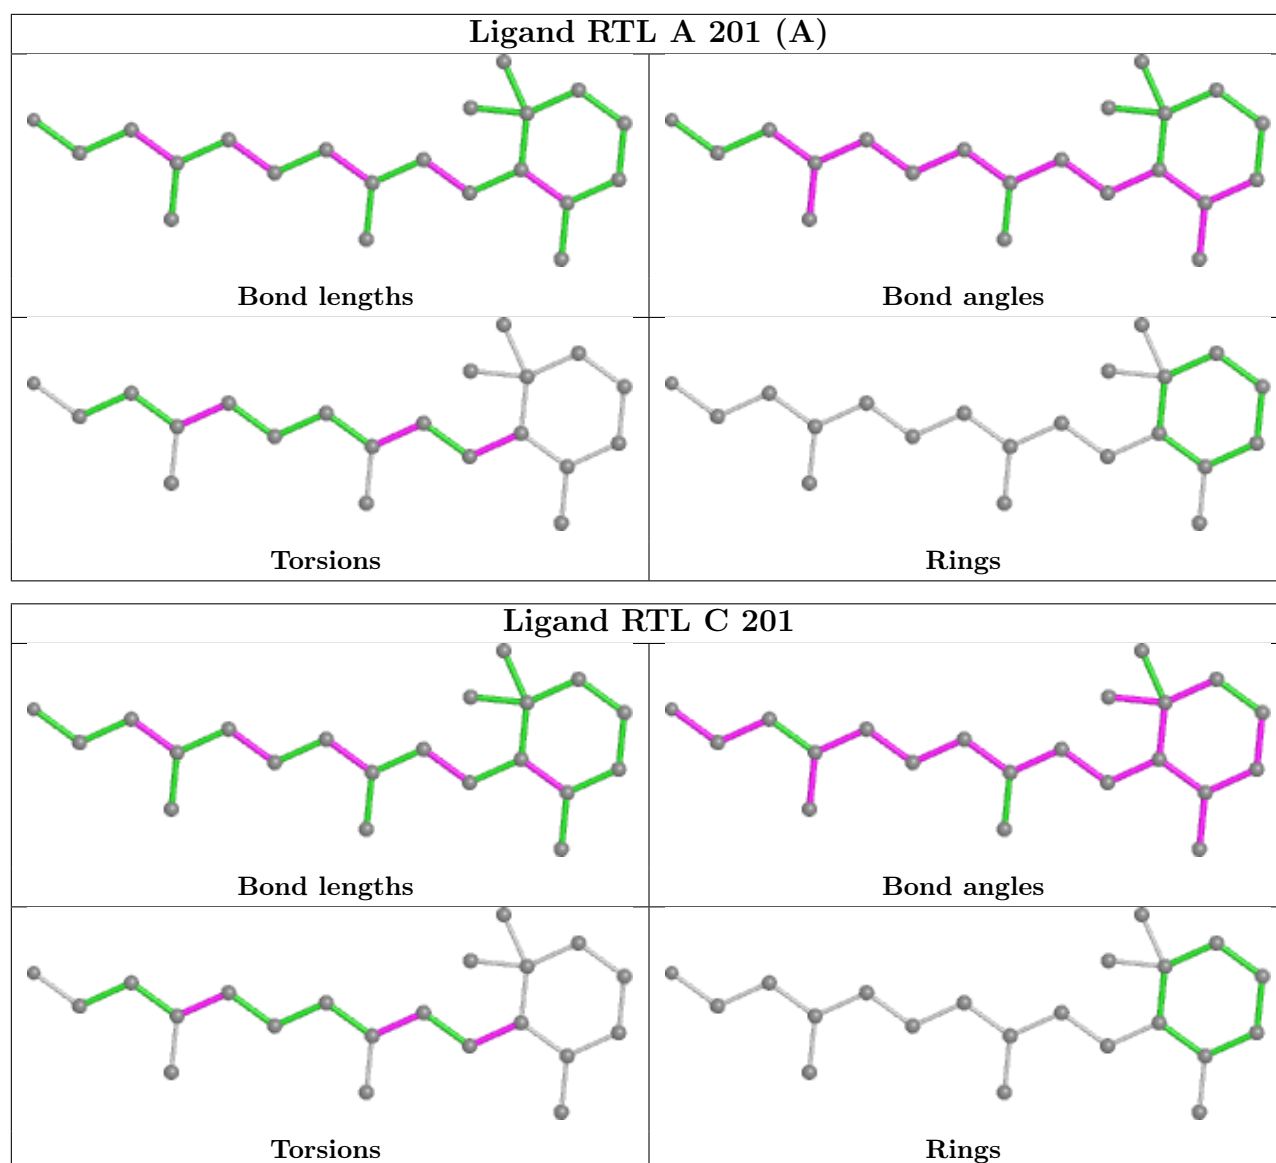 Ligand RTL A 201 (A)
Bond lengths
Bond angles
Torsions
Rings
Ligand RTL C 201
Bond lengths
Bond angles
Torsions
Rings